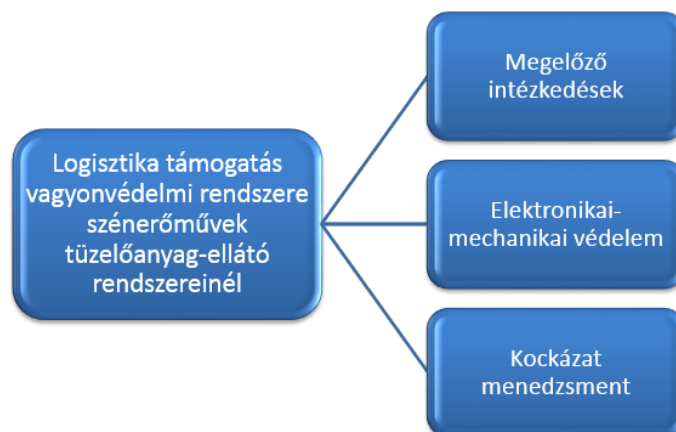 Logisztika támogatás
vagyonvédelmi rendszere
szénerőművek
tüzelőanyag-ellátó
rendszereinél
Megelőző
intézkedések
Elektronikai-
mechanikai védelem
Kockázat
menedzsment